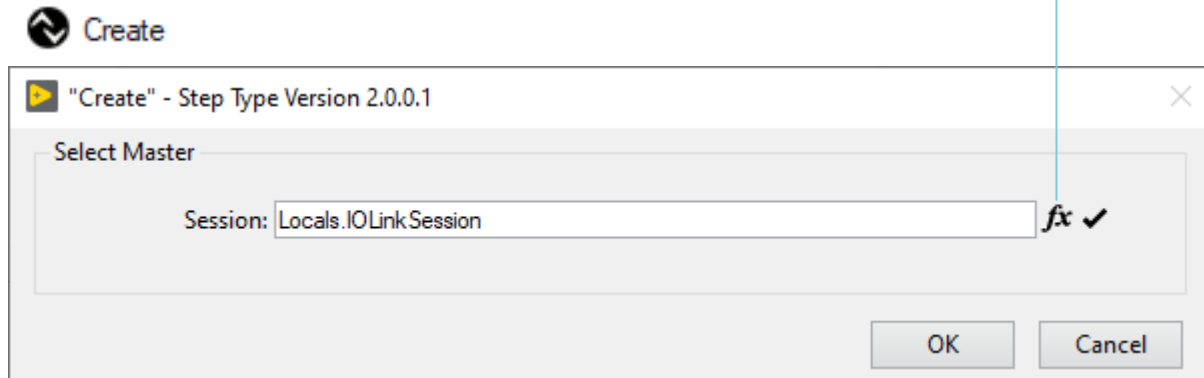 Create
"Create" - Step Type Version 2.0.0.1
Select Master
Session: Locals.IOLinkSession fx
OK Cancel